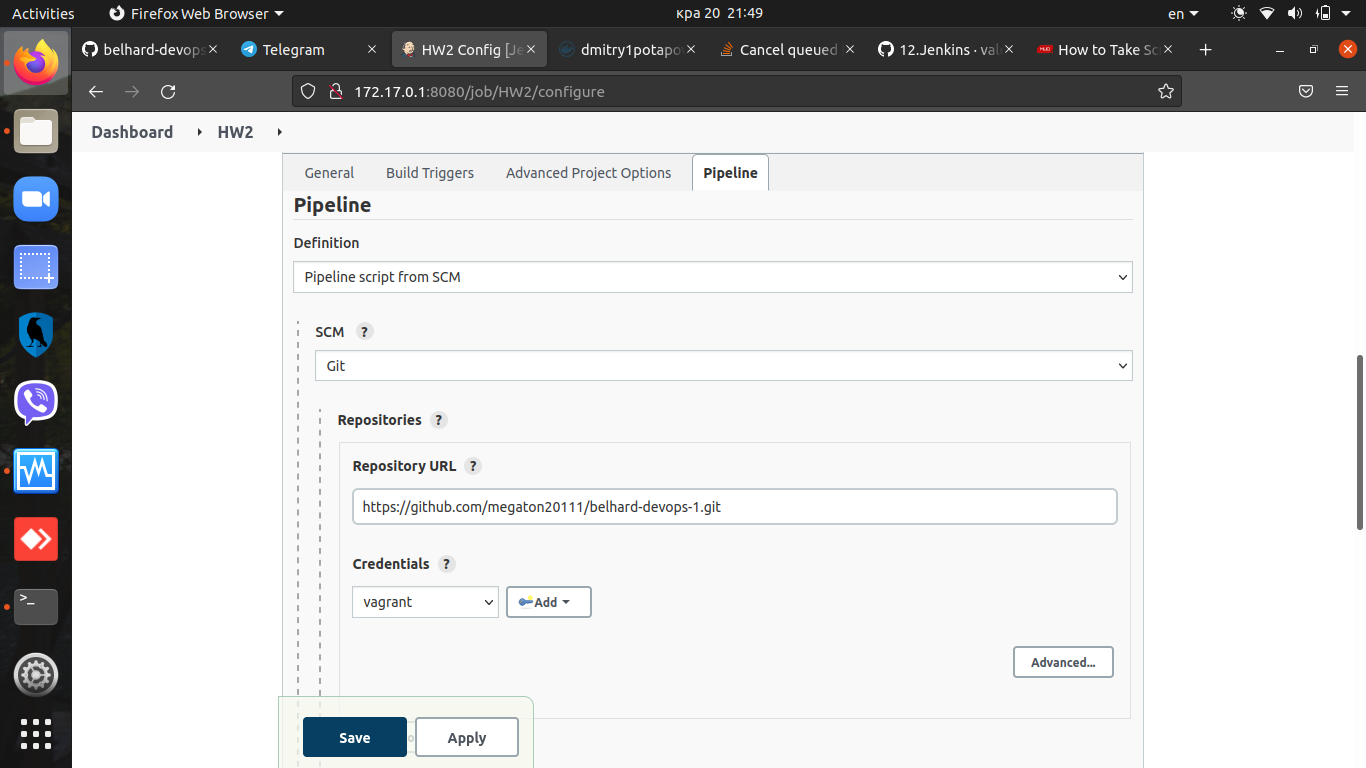 Activities Firefox Web Browser кра 20 21:49 en
belhard-devops Telegram HW2 Config [Je dmitry1potapov Cancel queued 12.Jenkins · vale How to Take Scr
172.17.0.1:8080/job/HW2/configure
Dashboard HW2
General Build Triggers Advanced Project Options Pipeline
Pipeline
Definition
Pipeline script from SCM
SCM ?
Git
Repositories ?
Repository URL ?
https://github.com/megaton20111/belhard-devops-1.git
Credentials ?
vagrant Add
Advanced...
Save Apply